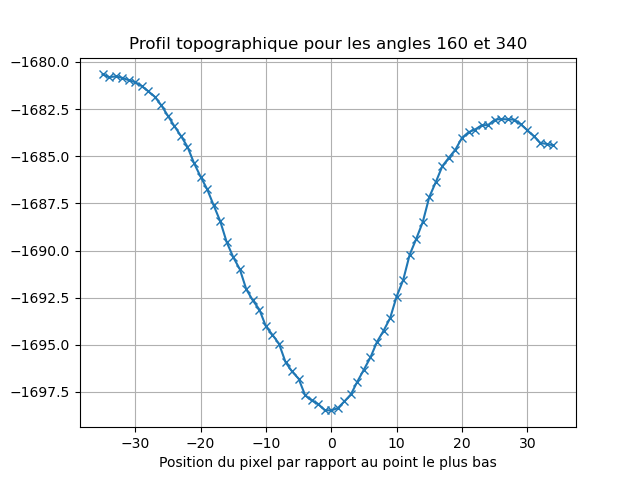 Profil topographique pour les angles 160 et 340
−1680.0
−1682.5
−1685.0
−1687.5
−1690.0
−1692.5
−1695.0
−1697.5
−30 −20 −10 0 10 20 30
Position du pixel par rapport au point le plus bas